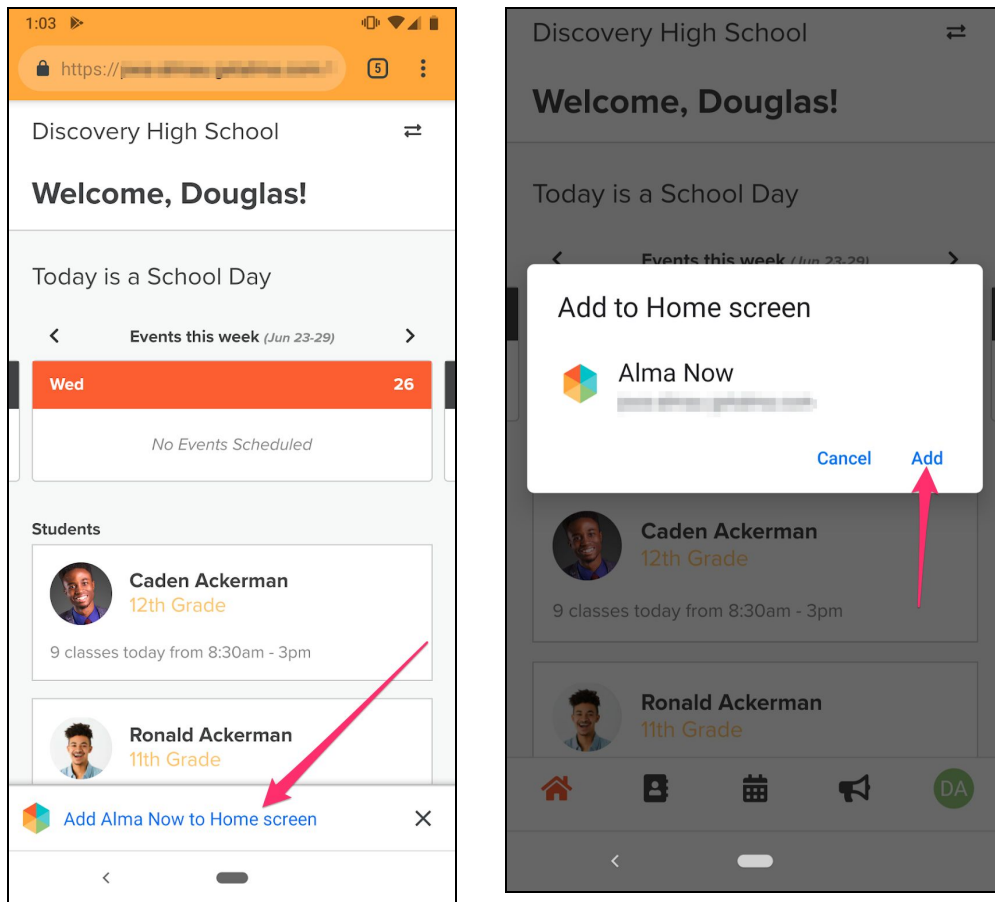 1:03
https://
5
Discovery High School
Welcome, Douglas!
Today is a School Day
Events this week (Jun 23-29)
Wed 26
No Events Scheduled
Students
Caden Ackerman
12th Grade
9 classes today from 8:30am - 3pm
Ronald Ackerman
11th Grade
Add Alma Now to Home screen
Discovery High School
Welcome, Douglas!
Today is a School Day
Events this week (Jun 23-29)
Add to Home screen
Alma Now
Cancel Add
Caden Ackerman
12th Grade
9 classes today from 8:30am - 3pm
Ronald Ackerman
11th Grade
DA